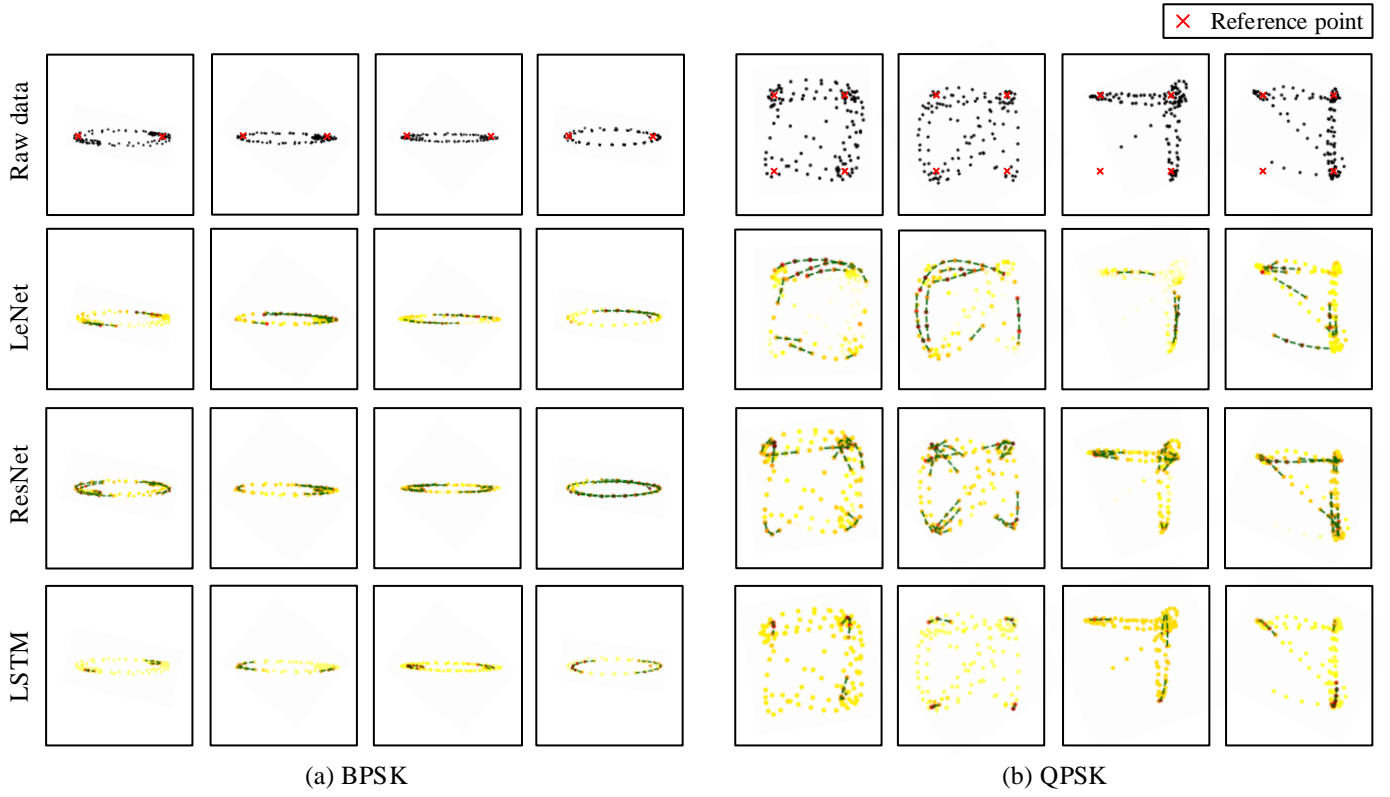 Reference point
Raw data
LeNet
ResNet
LSTM
(a) BPSK
(b) QPSK